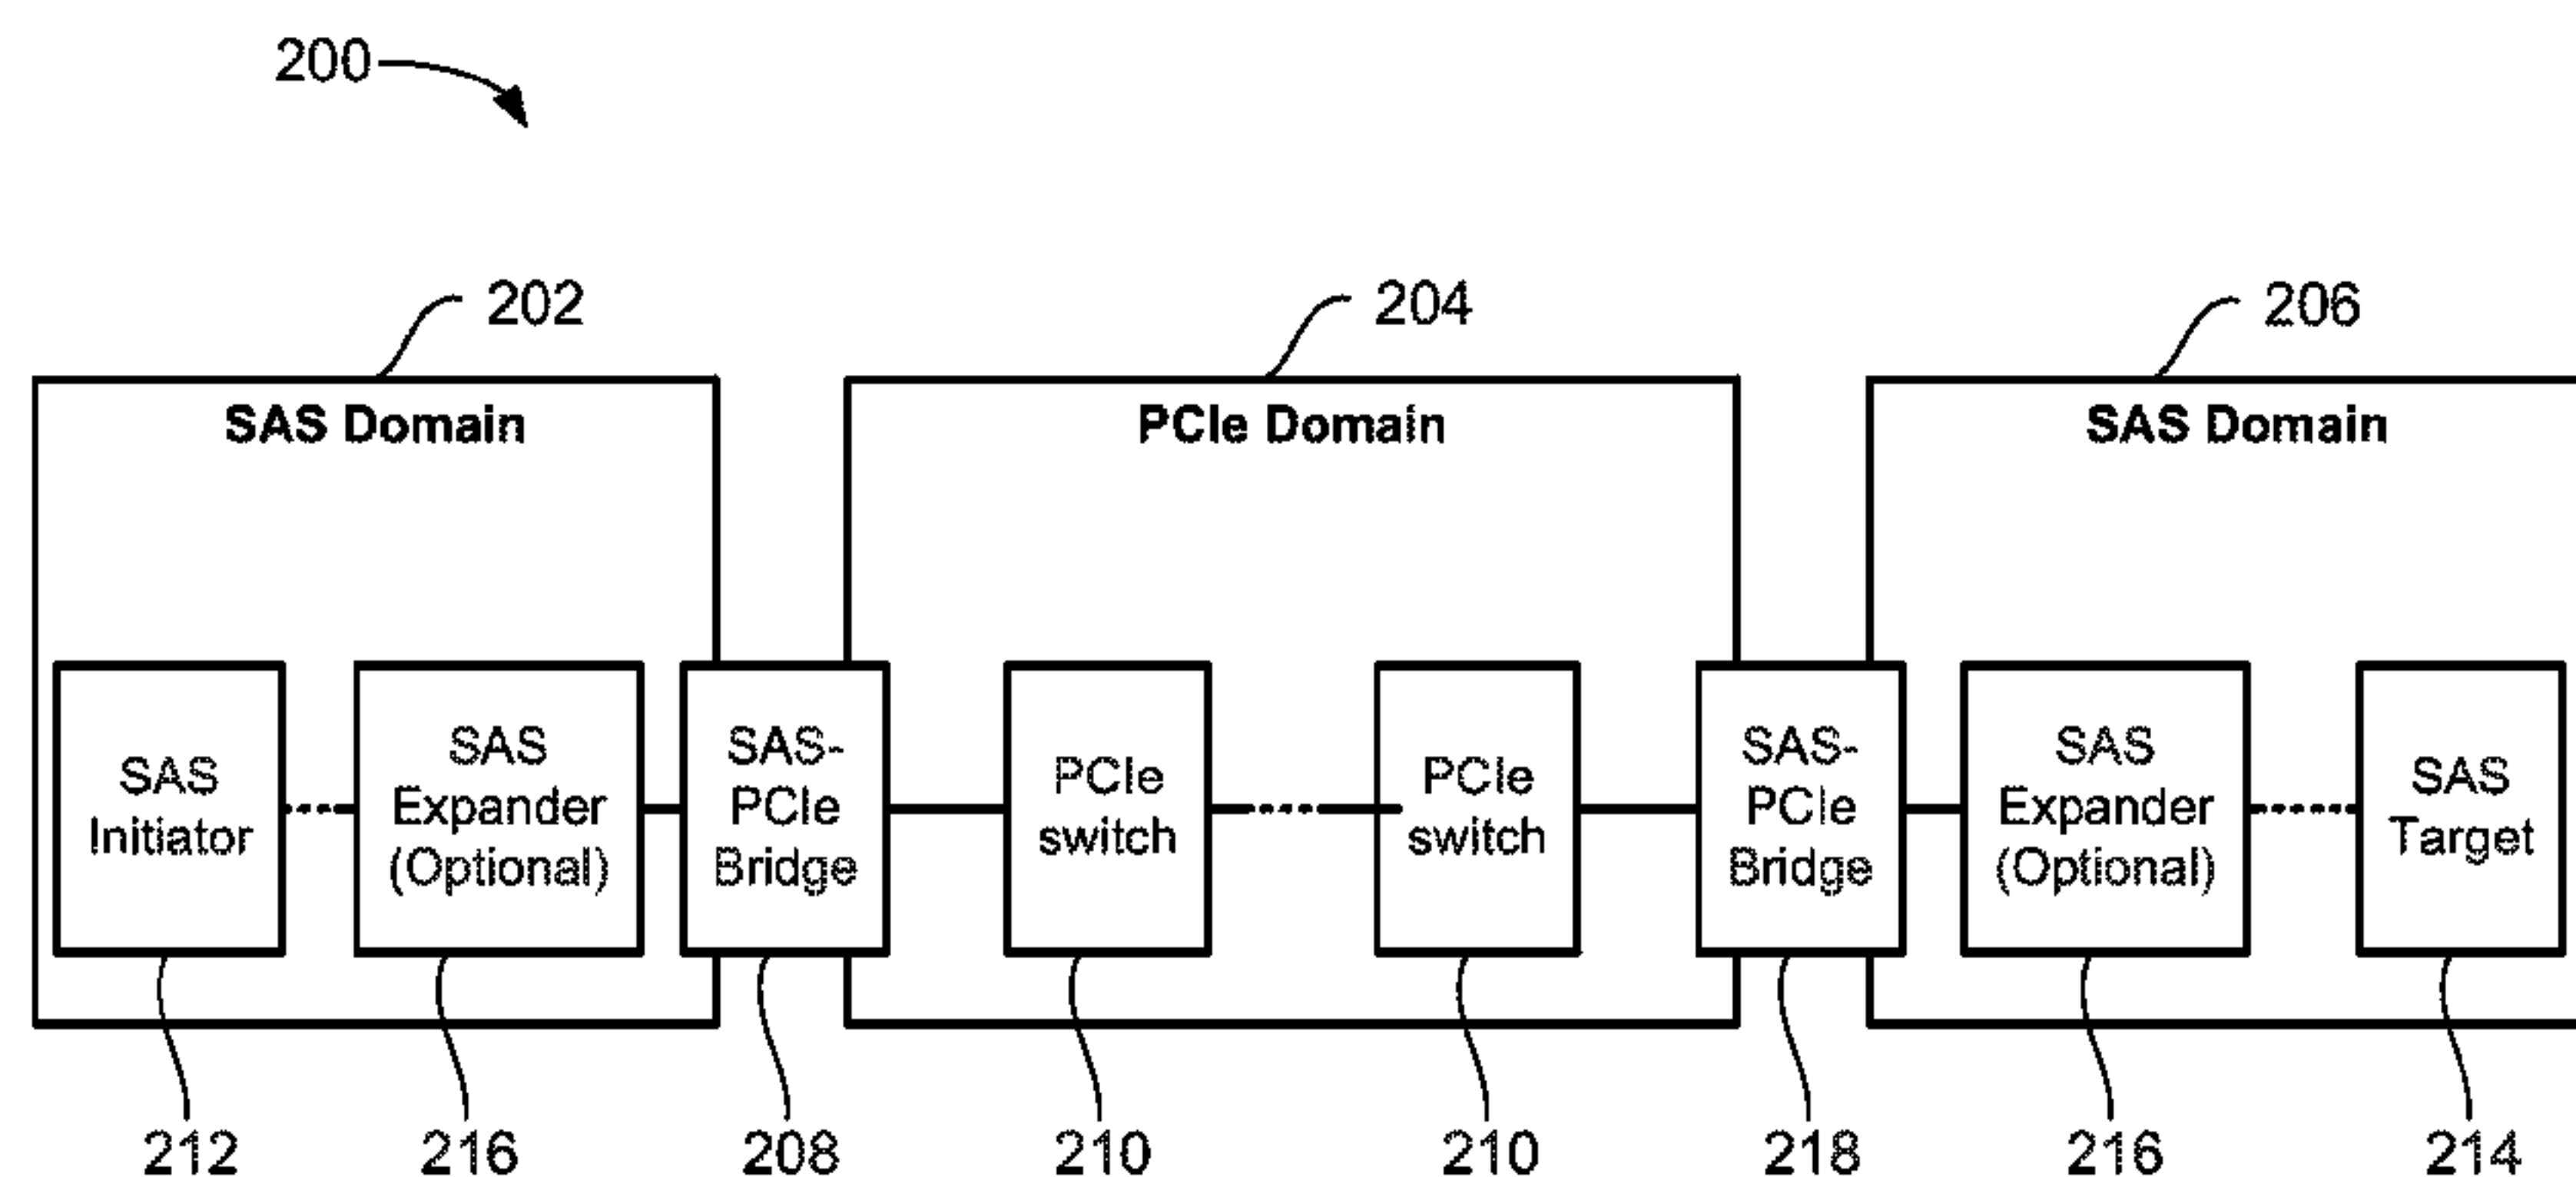 200
202
204
206
SAS Domain
PCIe Domain
SAS Domain
SAS
Initiator
SAS
Expander
(Optional)
SAS-
PCIe
Bridge
PCIe
switch
PCIe
switch
SAS-
PCIe
Bridge
SAS
Expander
(Optional)
SAS
Target
212
216
208
210
210
218
216
214